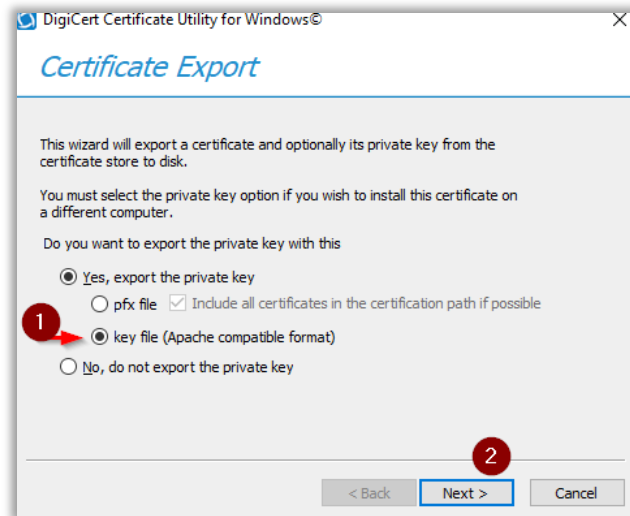 DigiCert Certificate Utility for Windows©
Certificate Export
This wizard will export a certificate and optionally its private key from the
certificate store to disk.
You must select the private key option if you wish to install this certificate on
a different computer.
Do you want to export the private key with this
Yes, export the private key
pfx file Include all certificates in the certification path if possible
1
key file (Apache compatible format)
No, do not export the private key
2
< Back Next > Cancel